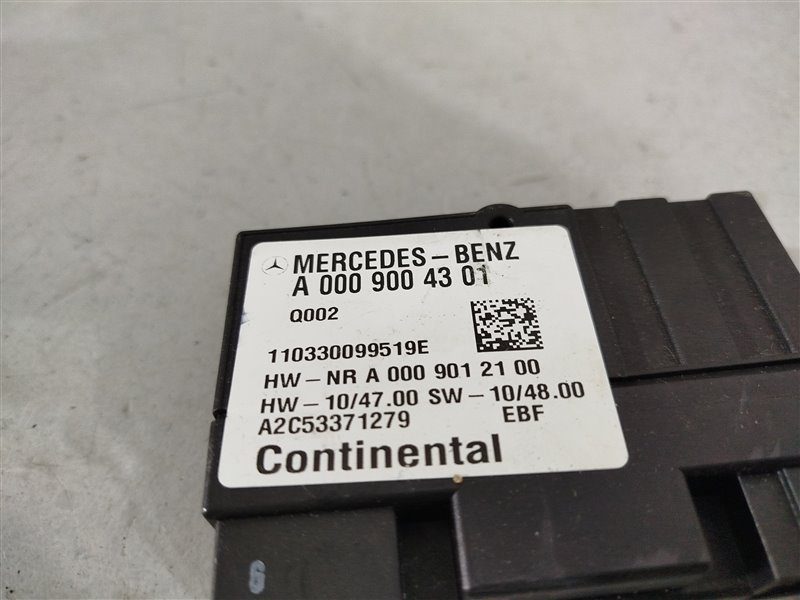 MERCEDES-BENZ
A 000 900 43 01
Q002
110330099519E
HW-NR A 000 901 21 00
HW-10/47.00 SW-10/48.00
A2C53371279 EBF
Continental
6